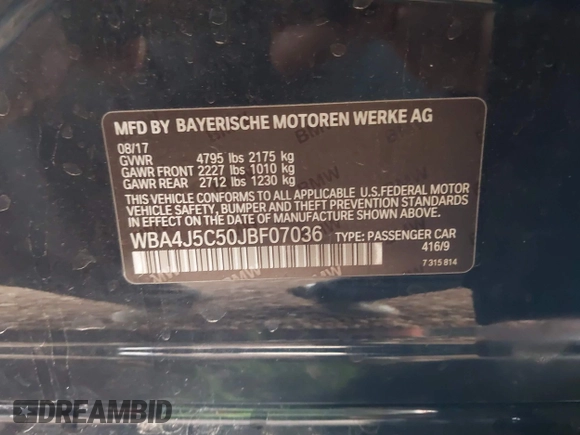 MFD BY BAYERISCHE MOTOREN WERKE AG
08/17
GVWR 4795 lbs 2175 kg
GAWR FRONT 2227 lbs 1010 kg
GAWR REAR 2712 lbs 1230 kg
THIS VEHICLE CONFORMS TO ALL APPLICABLE U.S.FEDERAL MOTOR
VEHICLE SAFETY, BUMPER, AND THEFT PREVENTION STANDARDS
IN EFFECT ON THE DATE OF MANUFACTURE SHOWN ABOVE.
WBA4J5C50JBF07036 TYPE: PASSENGER CAR
416/9
7 315 814
DREAMBID